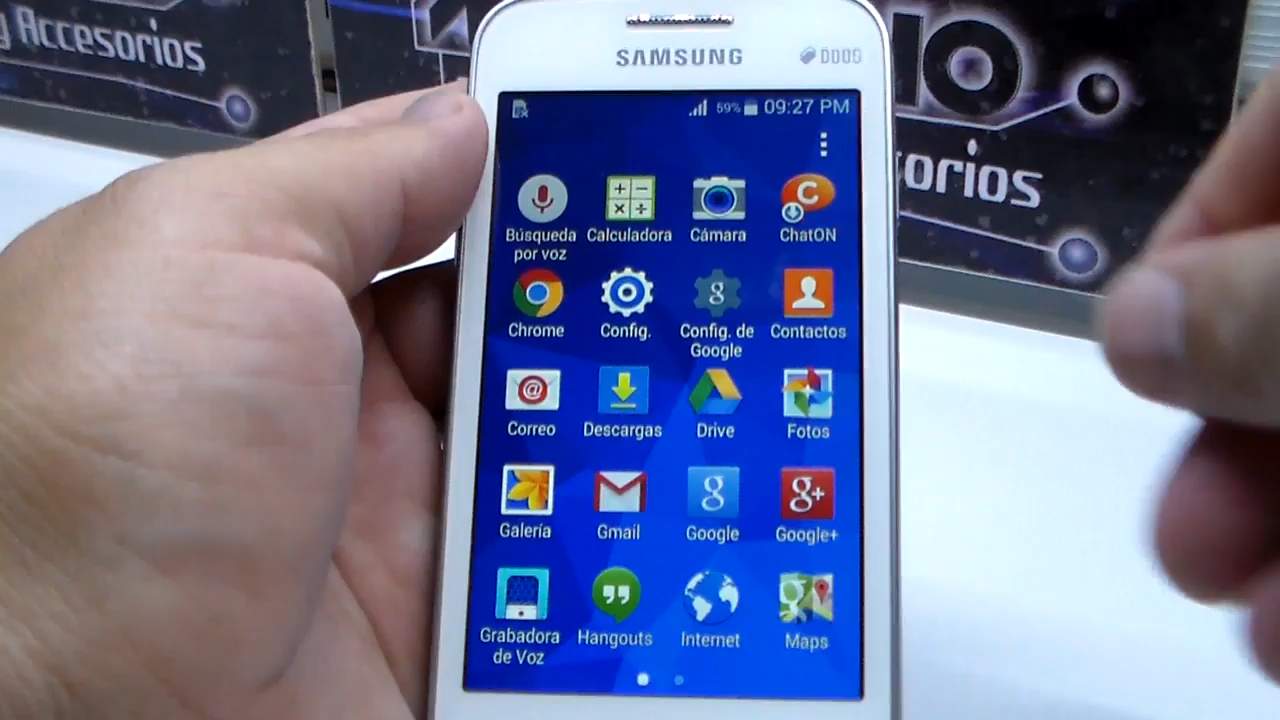 Accesorios
IO
orios
SAMSUNG
DUOS
59% 09:27 PM
Búsqueda por voz
Calculadora
Cámara
ChatON
Chrome
Config.
Config. de Google
Contactos
Correo
Descargas
Drive
Fotos
Galería
Gmail
Google
Google+
Grabadora de Voz
Hangouts
Internet
Maps